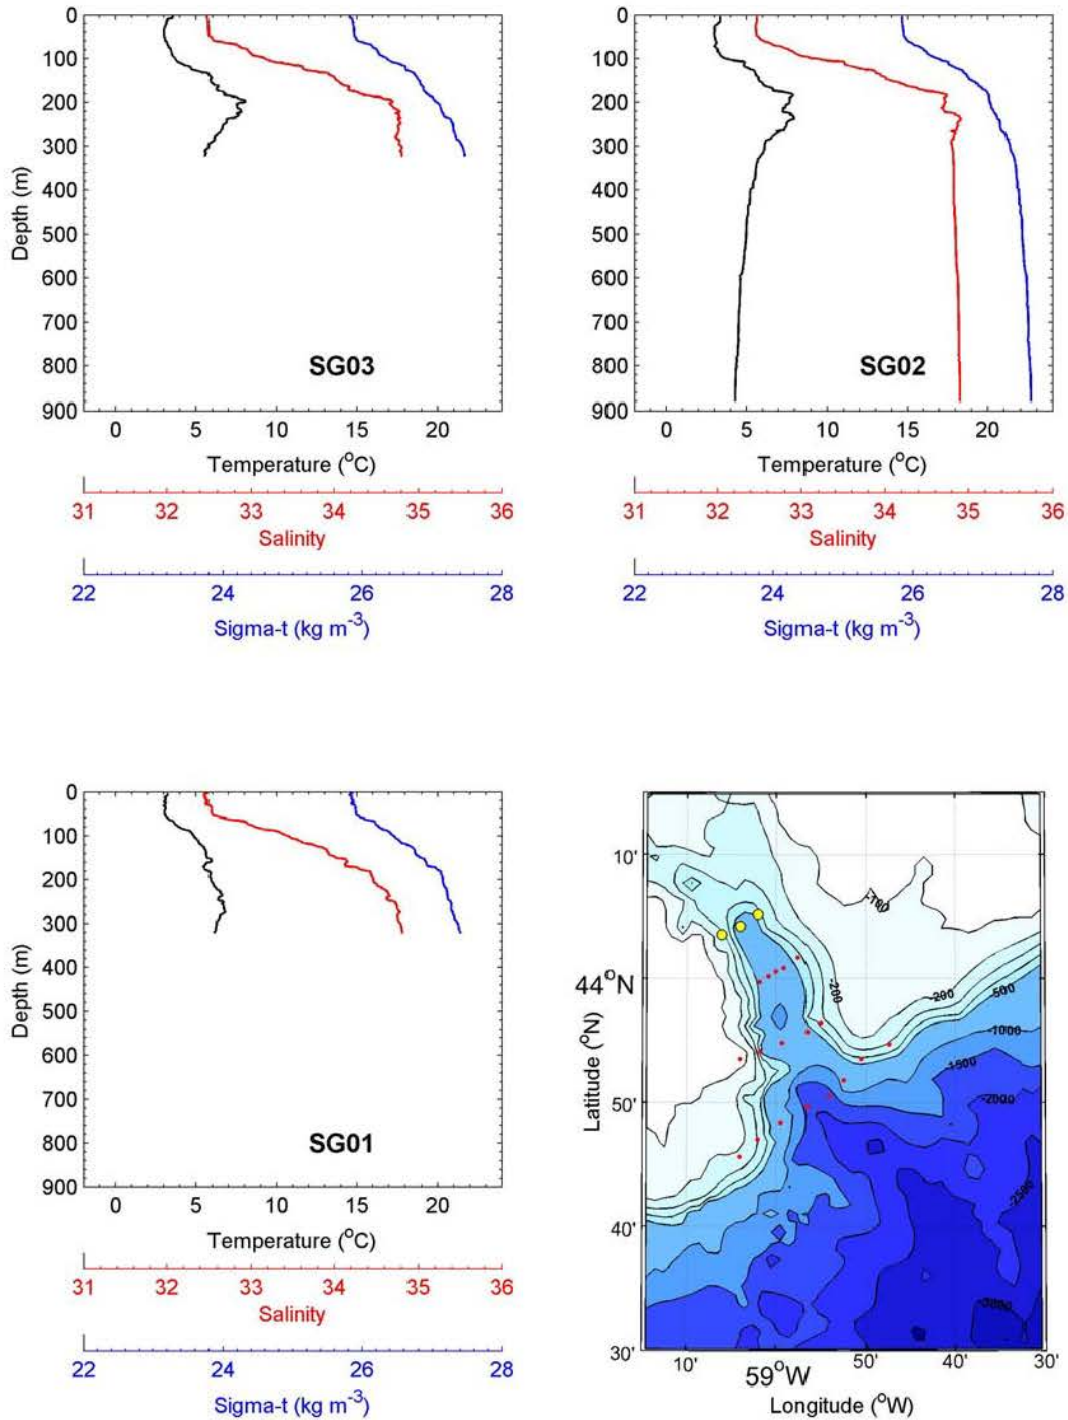 0
100
200
300
400
500
600
700
800
900
Depth (m)
SG03
0 5 10 15 20
Temperature (°C)
31 32 33 34 35 36
Salinity
22 24 26 28
Sigma-t (kg m⁻³)
0
100
200
300
400
500
600
700
800
900
SG02
0 5 10 15 20
Temperature (°C)
31 32 33 34 35 36
Salinity
22 24 26 28
Sigma-t (kg m⁻³)
0
100
200
300
400
500
600
700
800
900
Depth (m)
SG01
0 5 10 15 20
Temperature (°C)
31 32 33 34 35 36
Salinity
22 24 26 28
Sigma-t (kg m⁻³)
10'
44°N
50'
40'
30'
Latitude (°N)
-100
-200
-200
-500
-1000
-1500
-2000
-2500
-3000
10' 59°W 50' 40' 30'
Longitude (°W)